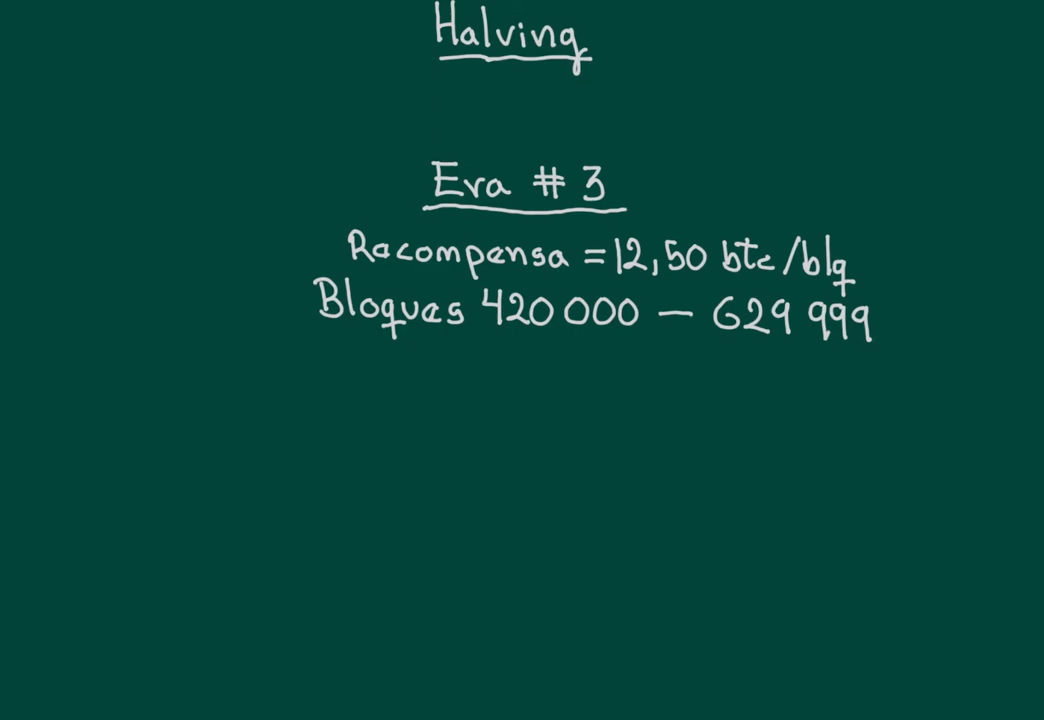 Halving
Era # 3
Recompensa = 12,50 btc/blq
Bloques 420 000 - 629 999